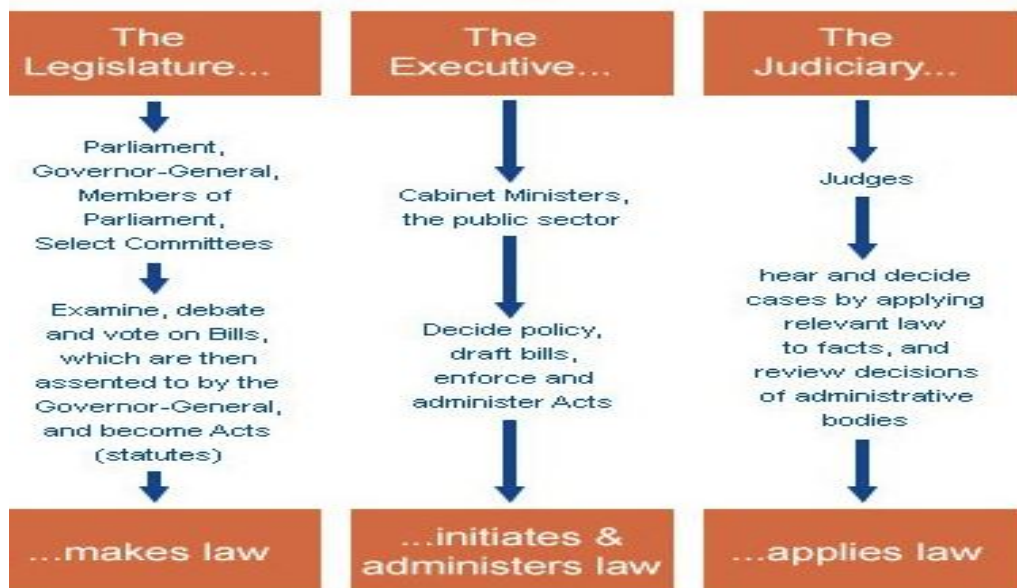 The
Legislature...
Parliament,
Governor-General,
Members of
Parliament,
Select Committees
Examine, debate
and vote on Bills,
which are then
assented to by the
Governor-General,
and become Acts
(statutes)
...makes law
The
Executive...
Cabinet Ministers,
the public sector
Decide policy,
draft bills,
enforce and
administer Acts
...initiates &
administers law
The
Judiciary...
Judges
hear and decide
cases by applying
relevant law
to facts, and
review decisions
of administrative
bodies
...applies law